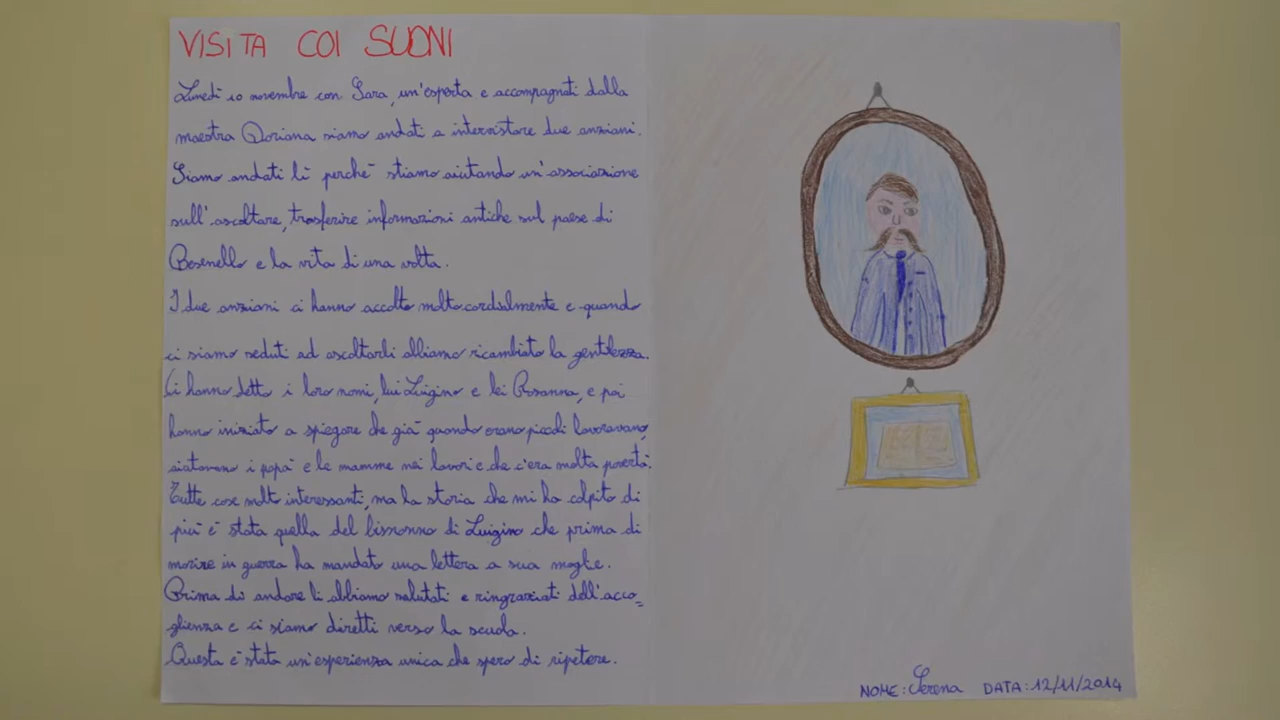 VISITA COI SUONI
Lunedì 10 novembre con Sara, un'esperta e accompagnati dalla
maestra Doriana siamo andati a intervistare due anziani.
Siamo andati lì perché stiamo aiutando un'associazione
sull'ascoltare, trasferire informazioni antiche sul paese di
Besenello e la vita di una volta.
I due anziani ci hanno accolto molto cordialmente e quando
ci siamo seduti ad ascoltarli abbiamo ricambiato la gentilezza.
Ci hanno detto i loro nomi, lui Luigino e lei Rosanna, e poi
hanno iniziato a spiegare che già quando erano piccoli lavoravano,
aiutavano i papà e le mamme nei lavori e che c'era molta povertà.
Tutte cose molto interessanti, ma la storia che mi ha colpito di
più è stata quella del bisnonno di Luigino che prima di
morire in guerra ha mandato una lettera a sua moglie.
Prima di andare li abbiamo salutati e ringraziati dell'acco=
glienza e ci siamo diretti verso la scuola.
Questa è stata un'esperienza unica che spero di ripetere.
NOME: Serena DATA: 12/11/2014